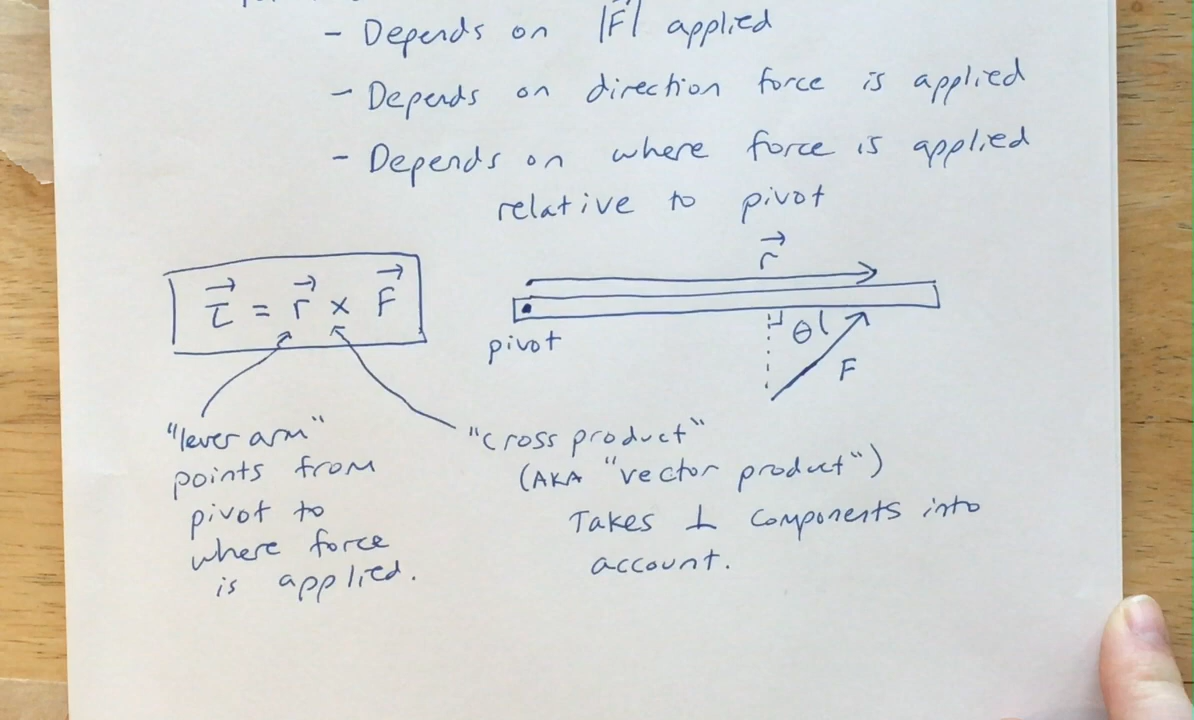 - Depends on |F⃗| applied
- Depends on direction force is applied
- Depends on where force is applied
relative to pivot
r⃗
τ⃗ = r⃗ × F⃗
pivot
θ
F
"lever arm"
points from
pivot to
where force
is applied.
"cross product"
(AKA "vector product")
Takes ⊥ components into
account.